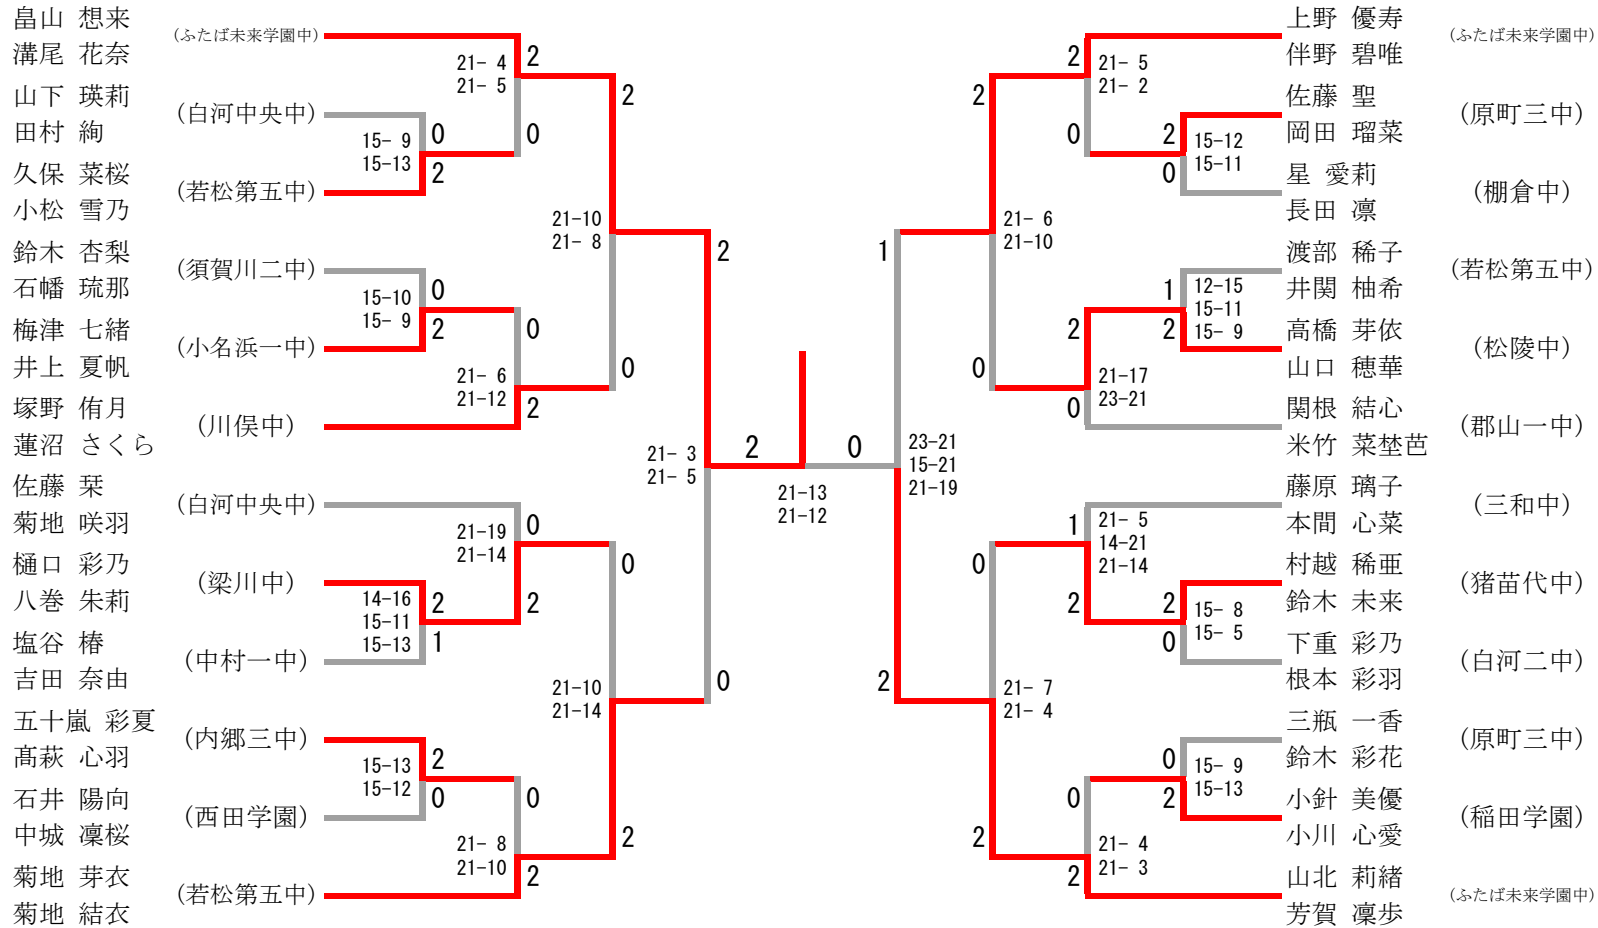 畠山 想来
(ふたば未来学園中)
溝尾 花奈
山下 瑛莉
(白河中央中)
田村 絢
久保 菜桜
(若松第五中)
小松 雪乃
鈴木 杏梨
(須賀川二中)
石幡 琉那
梅津 七緒
(小名浜一中)
井上 夏帆
塚野 侑月
(川俣中)
蓮沼 さくら
佐藤 栞
(白河中央中)
菊地 咲羽
樋口 彩乃
(梁川中)
八巻 朱莉
塩谷 椿
(中村一中)
吉田 奈由
五十嵐 彩夏
(内郷三中)
髙萩 心羽
石井 陽向
(西田学園)
中城 凜桜
菊地 芽衣
(若松第五中)
菊地 結衣
15- 9
15-13
0
2
15-10
15- 9
0
2
14-16
15-11
15-13
2
1
15-13
15-12
2
0
21- 4
21- 5
2
0
21- 6
21-12
0
2
21-19
21-14
0
2
21- 8
21-10
0
2
21-10
21- 8
2
0
21-10
21-14
0
2
21- 3
21- 5
2
0
2
0
21-13
21-12
23-21
15-21
21-19
1
2
21- 6
21-10
2
0
21- 7
21- 4
0
2
21- 5
21- 2
2
0
21-17
23-21
2
0
21- 5
14-21
21-14
1
2
21- 4
21- 3
0
2
15-12
15-11
2
0
12-15
15-11
15- 9
1
2
15- 8
15- 5
2
0
15- 9
15-13
0
2
上野 優寿
(ふたば未来学園中)
伴野 碧唯
佐藤 聖
(原町三中)
岡田 瑠菜
星 愛莉
(棚倉中)
長田 凛
渡部 稀子
(若松第五中)
井関 柚希
高橋 芽依
(松陵中)
山口 穂華
関根 結心
(郡山一中)
米竹 菜埜芭
藤原 璃子
(三和中)
本間 心菜
村越 稀亜
(猪苗代中)
鈴木 未来
下重 彩乃
(白河二中)
根本 彩羽
三瓶 一香
(原町三中)
鈴木 彩花
小針 美優
(稲田学園)
小川 心愛
山北 莉緒
(ふたば未来学園中)
芳賀 凜歩